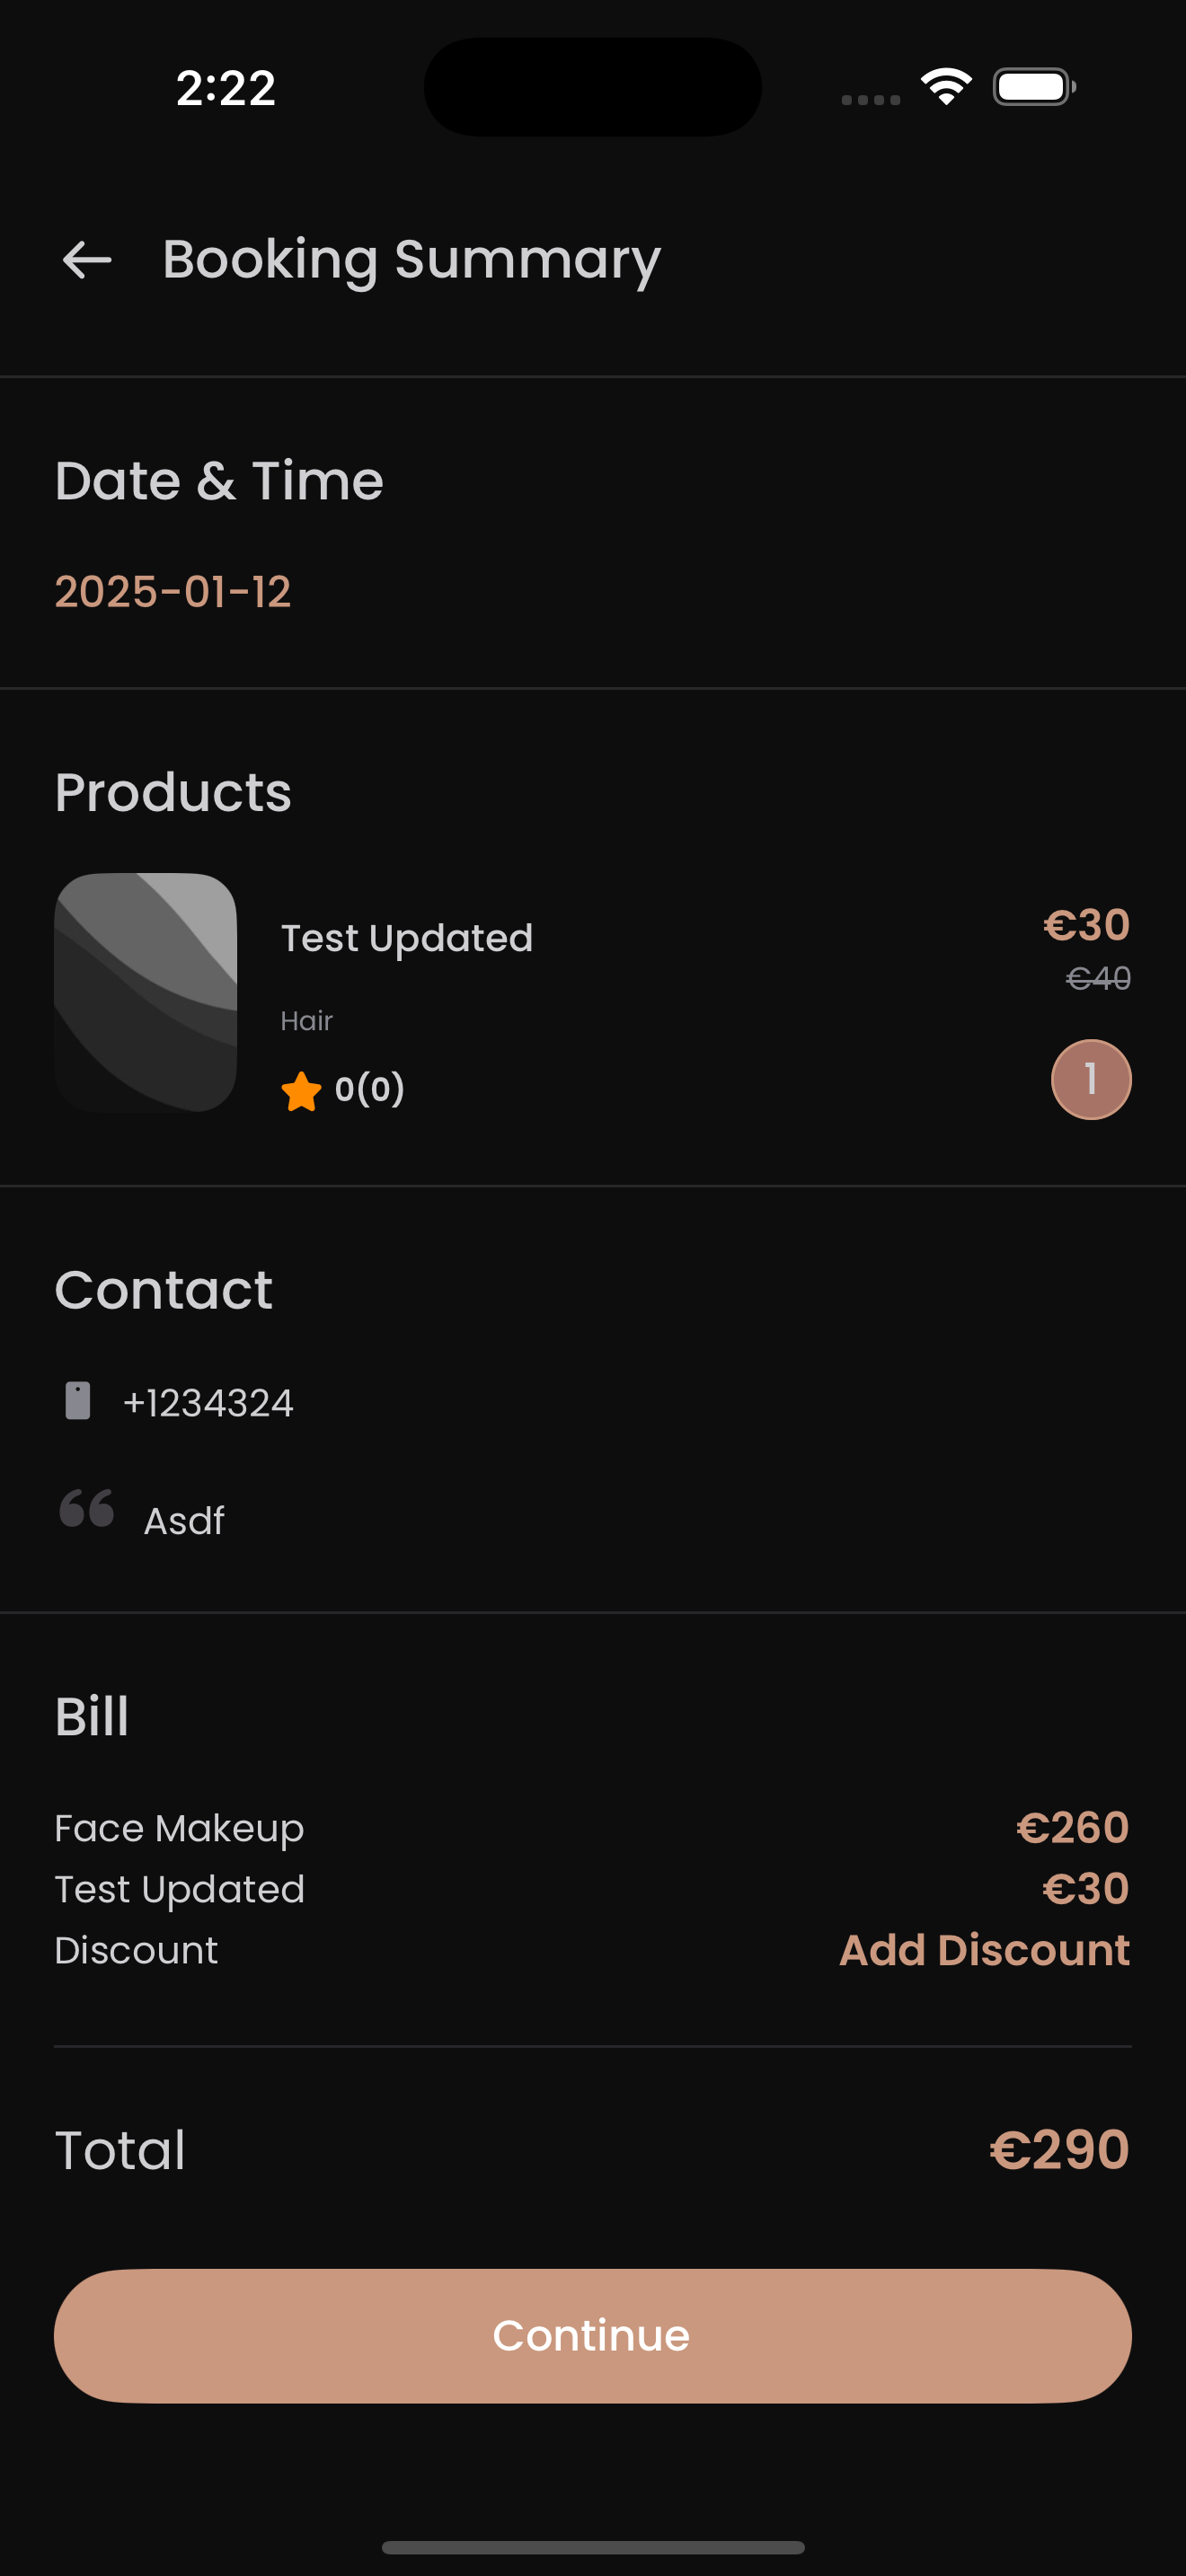 2:22
Booking Summary
Date & Time
2025-01-12
Products
Test Updated
€30
€40
Hair
0(0)
1
Contact
+1234324
Asdf
Bill
Face Makeup €260
Test Updated €30
Discount Add Discount
Total €290
Continue